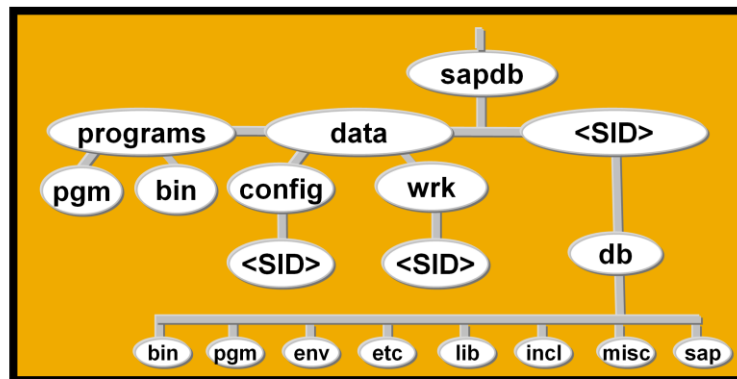 sapdb
programs data <SID>
pgm bin config wrk
<SID> <SID> db
bin pgm env etc lib incl misc sap